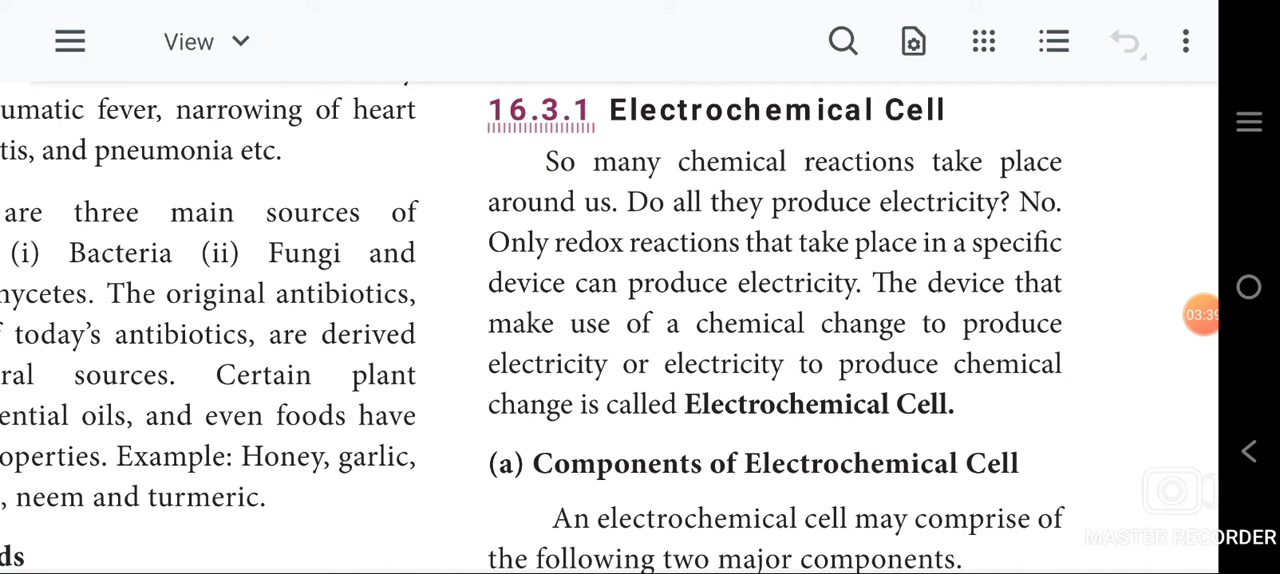 View
umatic fever, narrowing of heart
tis, and pneumonia etc.
are three main sources of
(i) Bacteria (ii) Fungi and
mycetes. The original antibiotics,
f today's antibiotics, are derived
ral sources. Certain plant
ential oils, and even foods have
operties. Example: Honey, garlic,
, neem and turmeric.
ds
16.3.1 Electrochemical Cell
So many chemical reactions take place
around us. Do all they produce electricity? No.
Only redox reactions that take place in a specific
device can produce electricity. The device that
make use of a chemical change to produce
electricity or electricity to produce chemical
change is called Electrochemical Cell.
(a) Components of Electrochemical Cell
An electrochemical cell may comprise of
the following two major components.
03:39
MASTER RECORDER